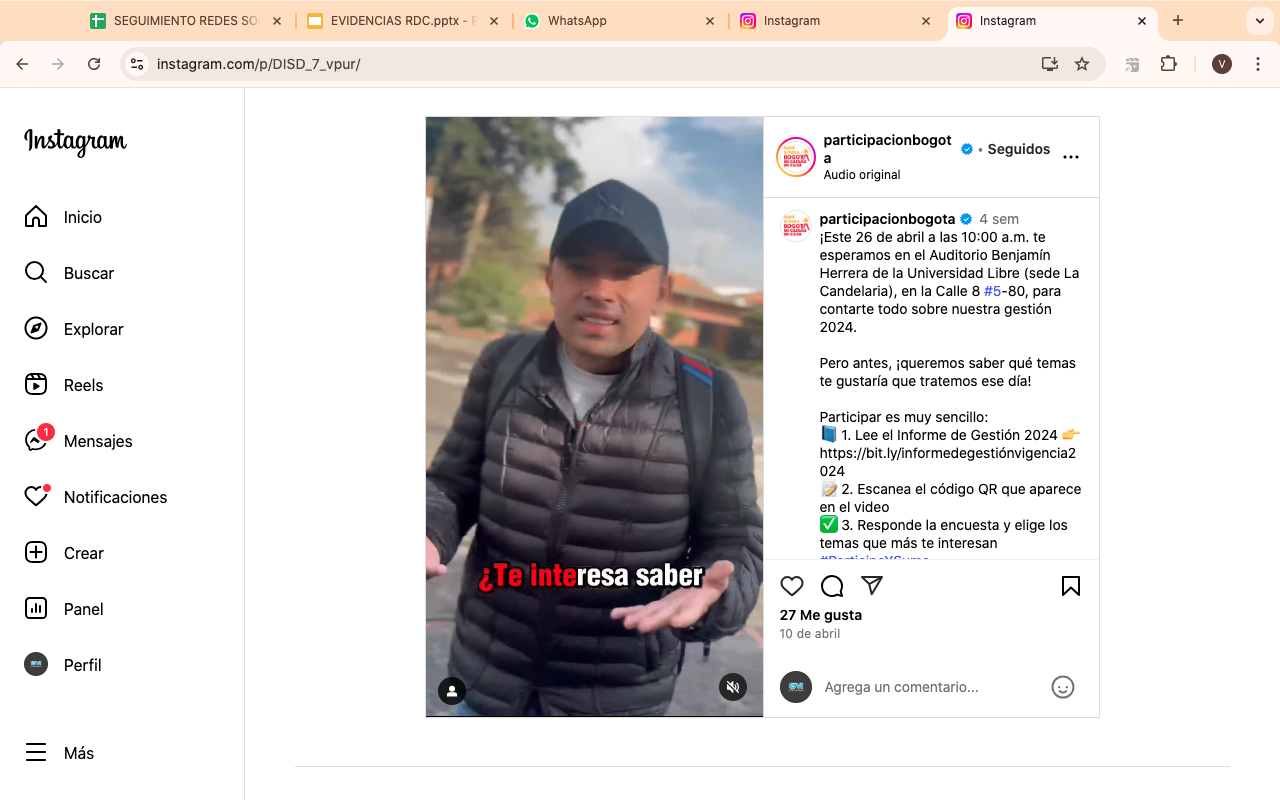 SEGUIMIENTO REDES SO
EVIDENCIAS RDC.pptx - P
WhatsApp
Instagram
Instagram
instagram.com/p/DISD_7_vpur/
V
Instagram
Inicio
Buscar
Explorar
Reels
1
Mensajes
Notificaciones
Crear
Panel
Perfil
Más
¿Te interesa saber
participacionbogot
a
• Seguidos
Audio original
participacionbogota 4 sem
¡Este 26 de abril a las 10:00 a.m. te
esperamos en el Auditorio Benjamín
Herrera de la Universidad Libre (sede La
Candelaria), en la Calle 8 #5-80, para
contarte todo sobre nuestra gestión
2024.
Pero antes, ¡queremos saber qué temas
te gustaría que tratemos ese día!
Participar es muy sencillo:
📘 1. Lee el Informe de Gestión 2024 👉
https://bit.ly/informedegestiónvigencia2
024
📝 2. Escanea el código QR que aparece
en el video
✅ 3. Responde la encuesta y elige los
temas que más te interesan
#ParticipaYSuma
27 Me gusta
10 de abril
Agrega un comentario...